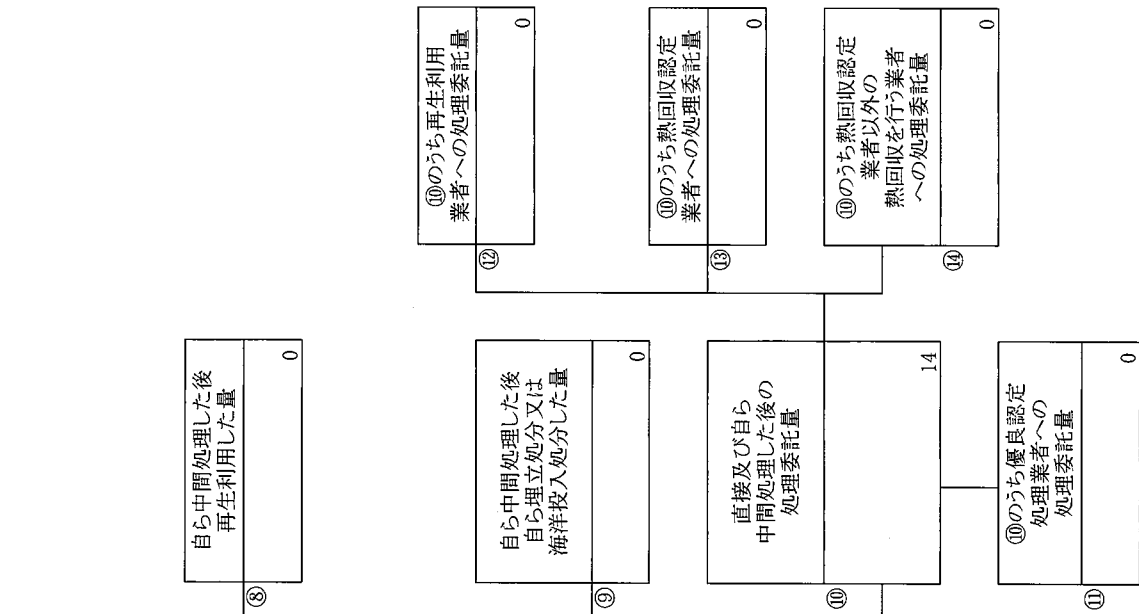 ⑧
自ら中間処理した後
再生利用した量
0
⑨
自ら中間処理した後
自ら埋立処分又は
海洋投入処分した量
0
⑩
直接及び自ら
中間処理した後の
処理委託量
14
⑪
⑩のうち優良認定
処理業者への
処理委託量
0
⑫
⑩のうち再生利用
業者への処理委託量
0
⑬
⑩のうち熱回収認定
業者への処理委託量
0
⑭
⑩のうち熱回収認定
業者以外の
熱回収を行う業者
への処理委託量
0